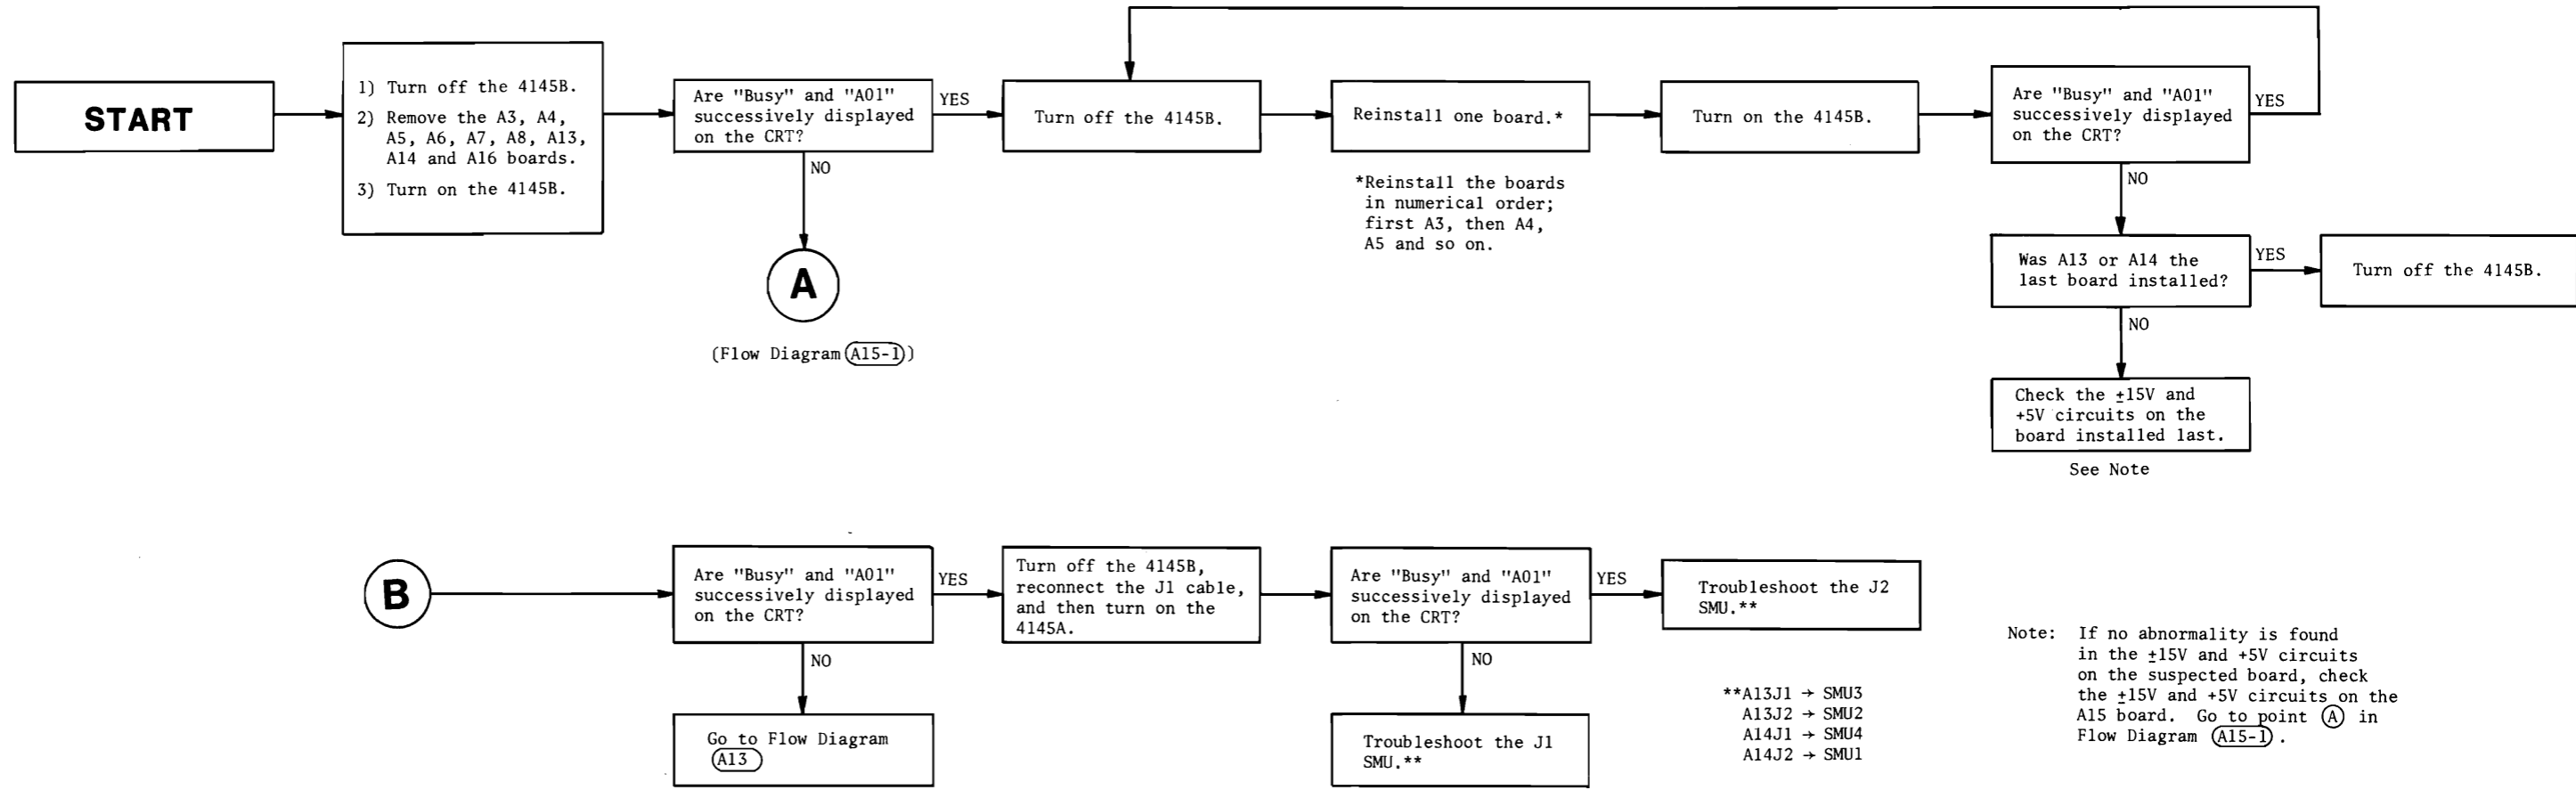 START
1) Turn off the 4145B.
2) Remove the A3, A4,
A5, A6, A7, A8, A13,
A14 and A16 boards.
3) Turn on the 4145B.
Are "Busy" and "A01"
successively displayed
on the CRT?
YES
NO
A
(Flow Diagram A15-1)
Turn off the 4145B.
Reinstall one board.*
*Reinstall the boards
in numerical order;
first A3, then A4,
A5 and so on.
Turn on the 4145B.
Are "Busy" and "A01"
successively displayed
on the CRT?
YES
NO
Was A13 or A14 the
last board installed?
YES
Turn off the 4145B.
NO
Check the ±15V and
+5V circuits on the
board installed last.
See Note
B
Are "Busy" and "A01"
successively displayed
on the CRT?
YES
NO
Go to Flow Diagram
A13
Turn off the 4145B,
reconnect the J1 cable,
and then turn on the
4145A.
Are "Busy" and "A01"
successively displayed
on the CRT?
YES
NO
Troubleshoot the J1
SMU.**
Troubleshoot the J2
SMU.**
**A13J1 → SMU3
A13J2 → SMU2
A14J1 → SMU4
A14J2 → SMU1
Note: If no abnormality is found
in the ±15V and +5V circuits
on the suspected board, check
the ±15V and +5V circuits on the
A15 board. Go to point A in
Flow Diagram A15-1.